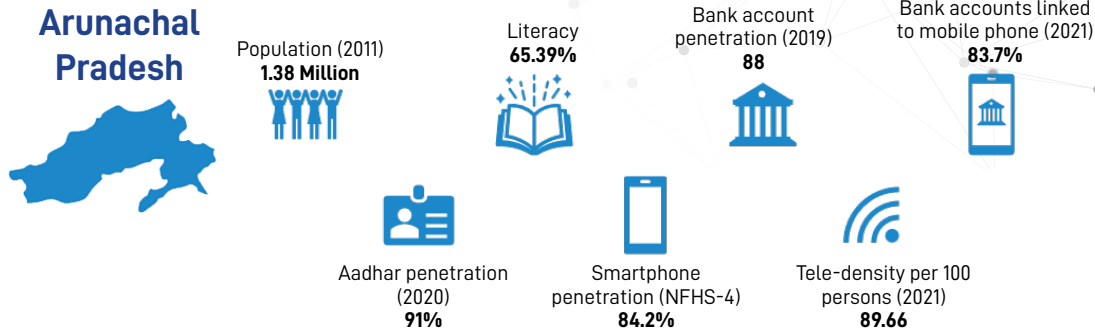 Arunachal
Pradesh
Population (2011)
1.38 Million
Literacy
65.39%
Bank account
penetration (2019)
88
Bank accounts linked
to mobile phone (2021)
83.7%
Aadhar penetration
(2020)
91%
Smartphone
penetration (NFHS-4)
84.2%
Tele-density per 100
persons (2021)
89.66